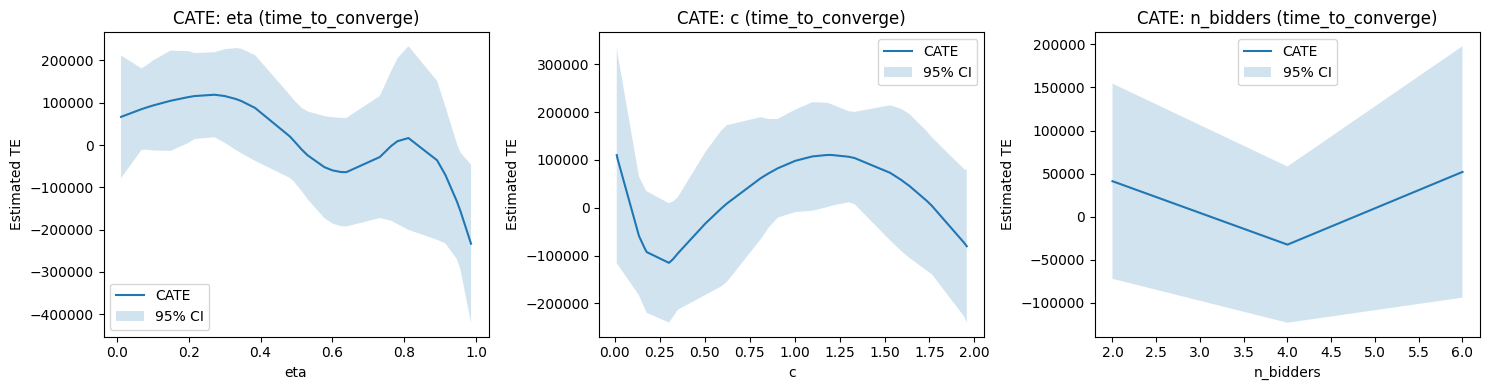 CATE: eta (time_to_converge)
Estimated TE
200000
100000
0
−100000
−200000
−300000
−400000
CATE
95% CI
0.0 0.2 0.4 0.6 0.8 1.0
eta
CATE: c (time_to_converge)
Estimated TE
300000
200000
100000
0
−100000
−200000
CATE
95% CI
0.00 0.25 0.50 0.75 1.00 1.25 1.50 1.75 2.00
c
CATE: n_bidders (time_to_converge)
Estimated TE
200000
150000
100000
50000
0
−50000
−100000
CATE
95% CI
2.0 2.5 3.0 3.5 4.0 4.5 5.0 5.5 6.0
n_bidders